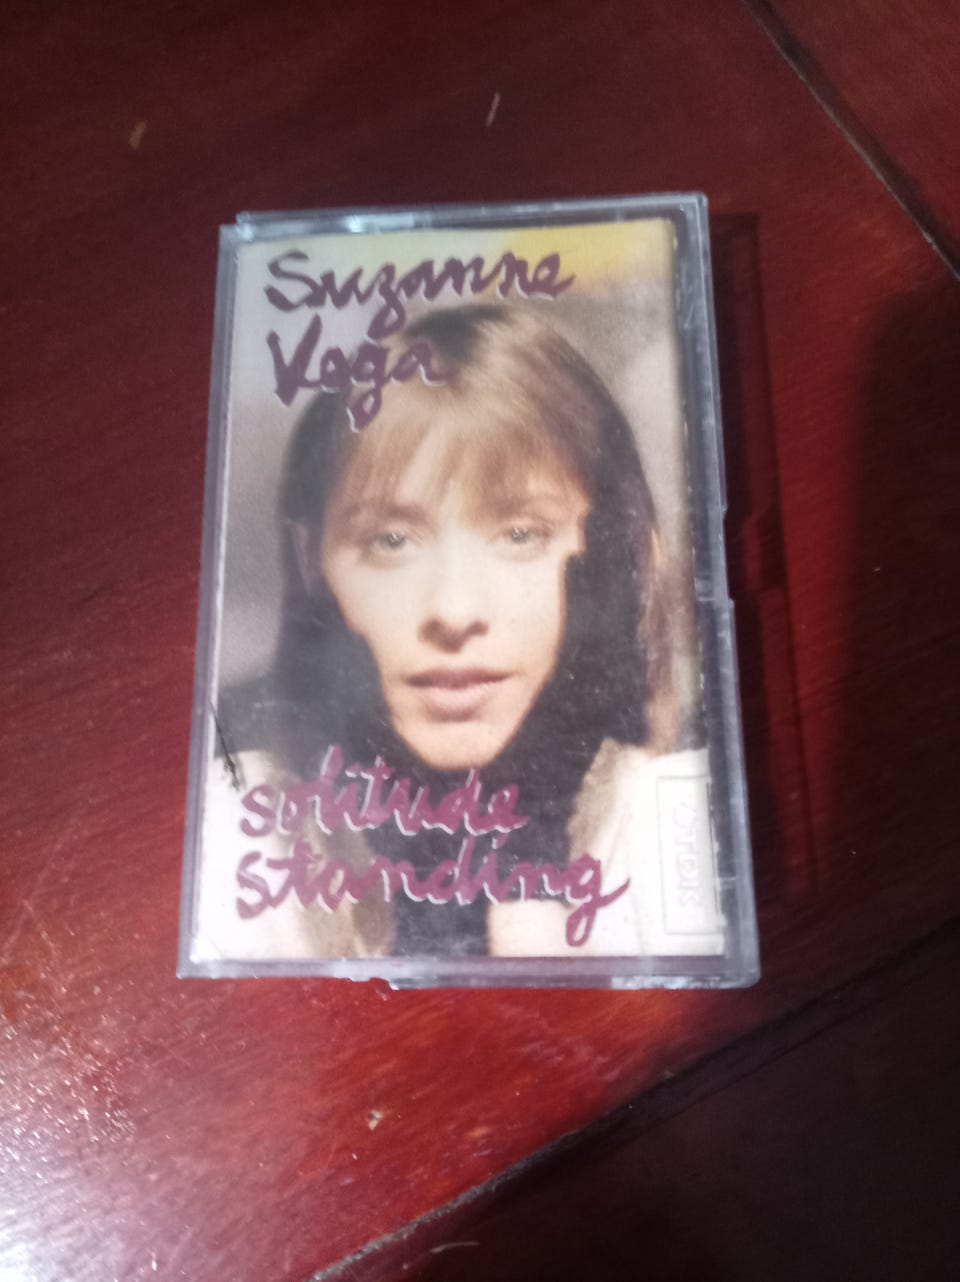 Suzanne
Vega
solitude
standing